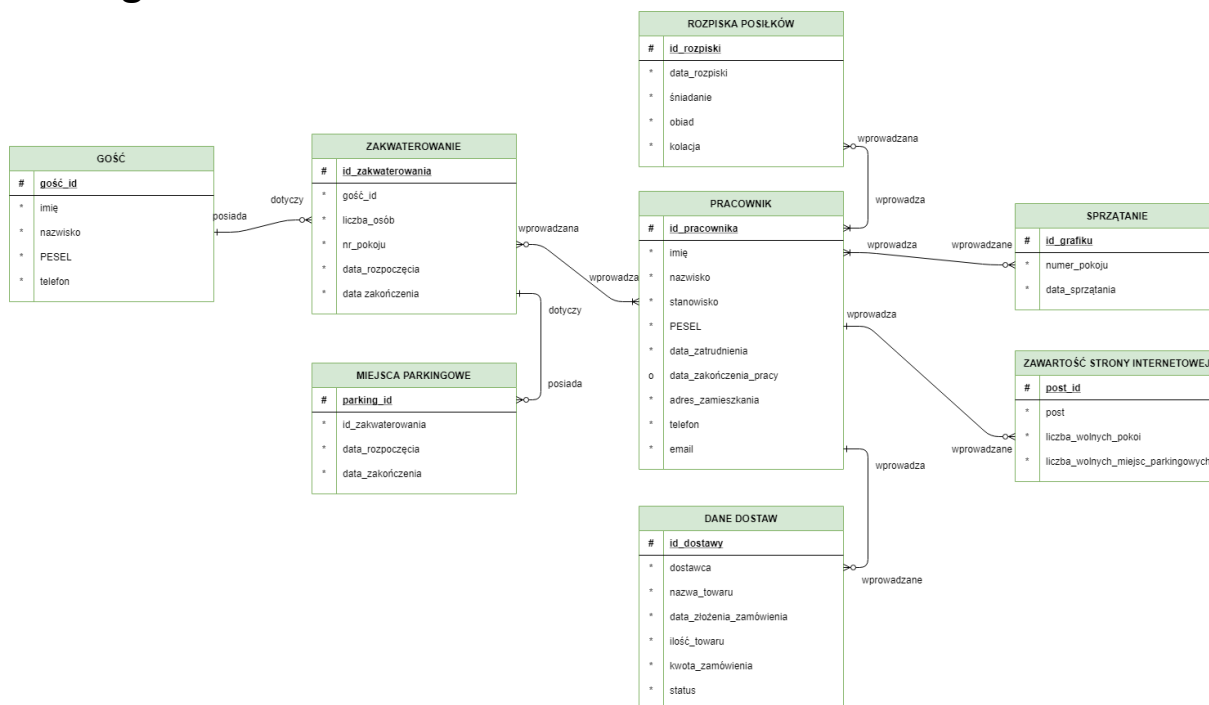 GOŚĆ
# gość_id
* imię
* nazwisko
* PESEL
* telefon
posiada
dotyczy
ZAKWATEROWANIE
# id_zakwaterowania
* gość_id
* liczba_osób
* nr_pokoju
* data_rozpoczęcia
* data zakończenia
dotyczy
posiada
MIEJSCA PARKINGOWE
# parking_id
* id_zakwaterowania
* data_rozpoczęcia
* data_zakończenia
wprowadzana
wprowadza
ROZPISKA POSIŁKÓW
# id_rozpiski
* data_rozpiski
* śniadanie
* obiad
* kolacja
wprowadzana
wprowadza
PRACOWNIK
# id_pracownika
* imię
* nazwisko
* stanowisko
* PESEL
* data_zatrudnienia
o data_zakończenia_pracy
* adres_zamieszkania
* telefon
* email
wprowadza
wprowadzane
SPRZĄTANIE
# id_grafiku
* numer_pokoju
* data_sprzątania
wprowadza
wprowadzane
ZAWARTOŚĆ STRONY INTERNETOWEJ
# post_id
* post
* liczba_wolnych_pokoi
* liczba_wolnych_miejsc_parkingowych
wprowadza
wprowadzane
DANE DOSTAW
# id_dostawy
* dostawca
* nazwa_towaru
* data_złożenia_zamówienia
* ilość_towaru
* kwota_zamówienia
* status